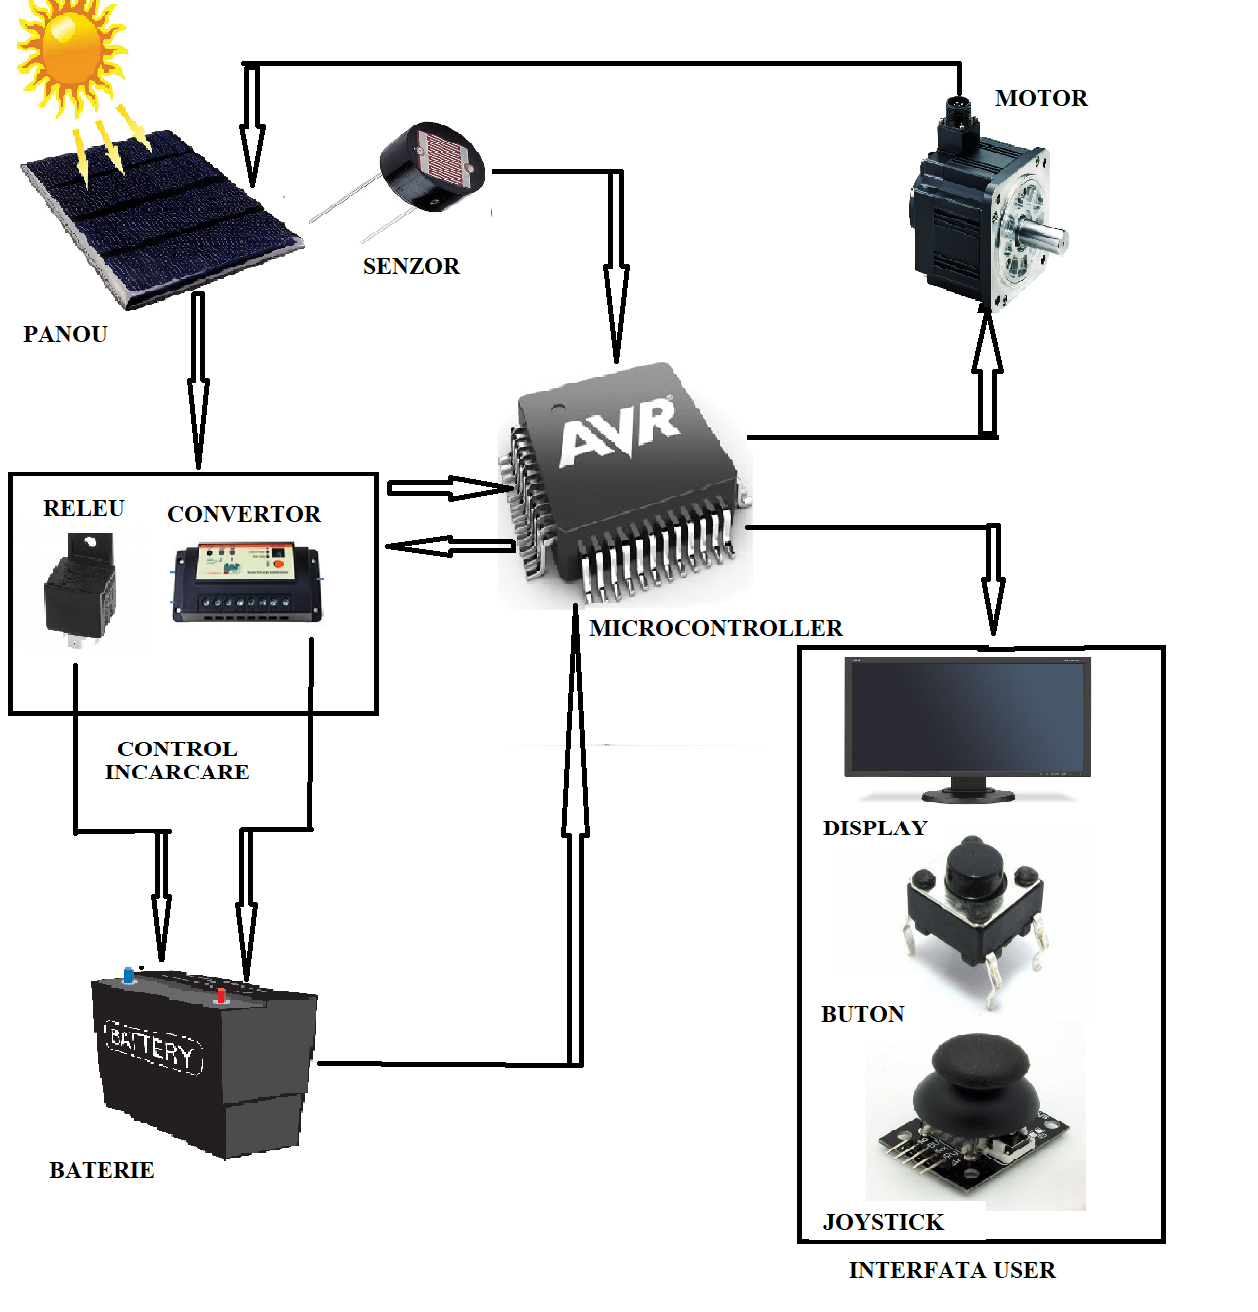 MOTOR
SENZOR
PANOU
AVR
RELEU
CONVERTOR
MICROCONTROLLER
CONTROL
INCARCARE
DISPLAY
BUTON
BATTERY
BATERIE
JOYSTICK
INTERFATA USER